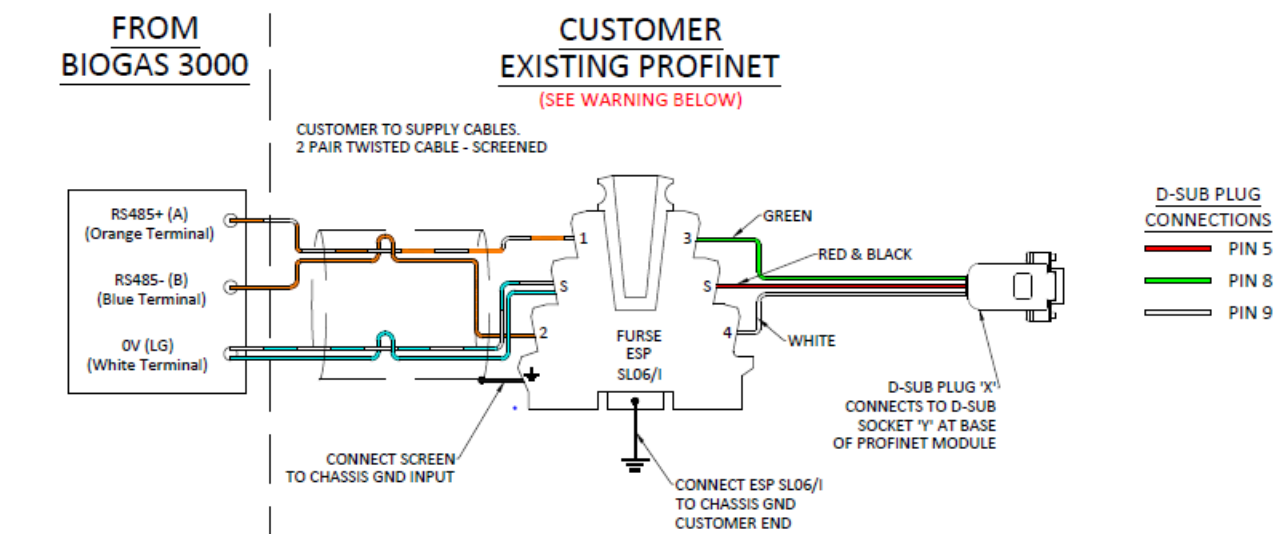 FROM
BIOGAS 3000
CUSTOMER
EXISTING PROFINET
(SEE WARNING BELOW)
CUSTOMER TO SUPPLY CABLES.
2 PAIR TWISTED CABLE - SCREENED
RS485+ (A)
(Orange Terminal)
RS485- (B)
(Blue Terminal)
0V (LG)
(White Terminal)
1
S
2
3
S
4
FURSE
ESP
SL06/I
GREEN
RED & BLACK
WHITE
D-SUB PLUG
CONNECTIONS
PIN 5
PIN 8
PIN 9
D-SUB PLUG 'X'
CONNECTS TO D-SUB
SOCKET 'Y' AT BASE
OF PROFINET MODULE
CONNECT SCREEN
TO CHASSIS GND INPUT
CONNECT ESP SL06/I
TO CHASSIS GND
CUSTOMER END